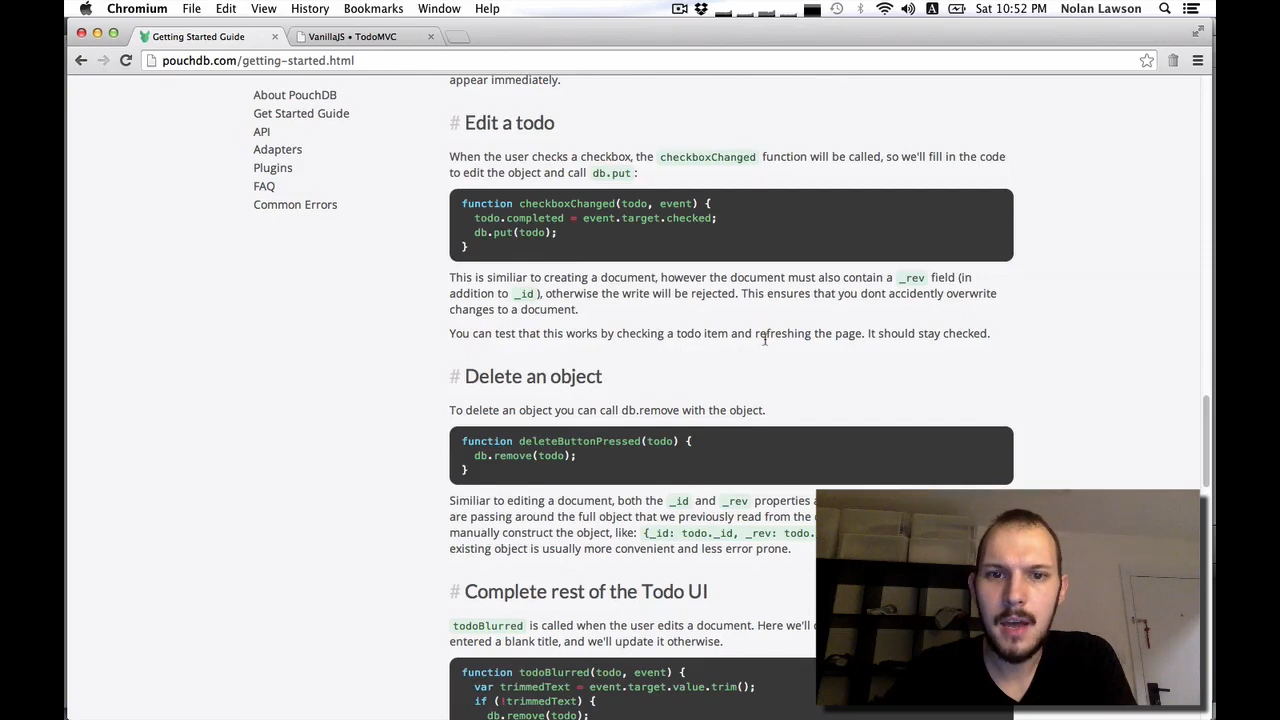 Chromium File Edit View History Bookmarks Window Help A Sat 10:52 PM Nolan Lawson
Getting Started Guide VanillaJS • TodoMVC
pouchdb.com/getting-started.html
About PouchDB
Get Started Guide
API
Adapters
Plugins
FAQ
Common Errors
appear immediately.
# Edit a todo
When the user checks a checkbox, the checkboxChanged function will be called, so we'll fill in the code
to edit the object and call db.put :
function checkboxChanged(todo, event) {
todo.completed = event.target.checked;
db.put(todo);
}
This is similiar to creating a document, however the document must also contain a _rev field (in
addition to _id ), otherwise the write will be rejected. This ensures that you dont accidently overwrite
changes to a document.
You can test that this works by checking a todo item and refreshing the page. It should stay checked.
# Delete an object
To delete an object you can call db.remove with the object.
function deleteButtonPressed(todo) {
db.remove(todo);
}
Similiar to editing a document, both the _id and _rev properties
are passing around the full object that we previously read from the
manually construct the object, like: {_id: todo._id, _rev: todo.
existing object is usually more convenient and less error prone.
# Complete rest of the Todo UI
todoBlurred is called when the user edits a document. Here we'll
entered a blank title, and we'll update it otherwise.
function todoBlurred(todo, event) {
var trimmedText = event.target.value.trim();
if (!trimmedText) {
db.remove(todo);